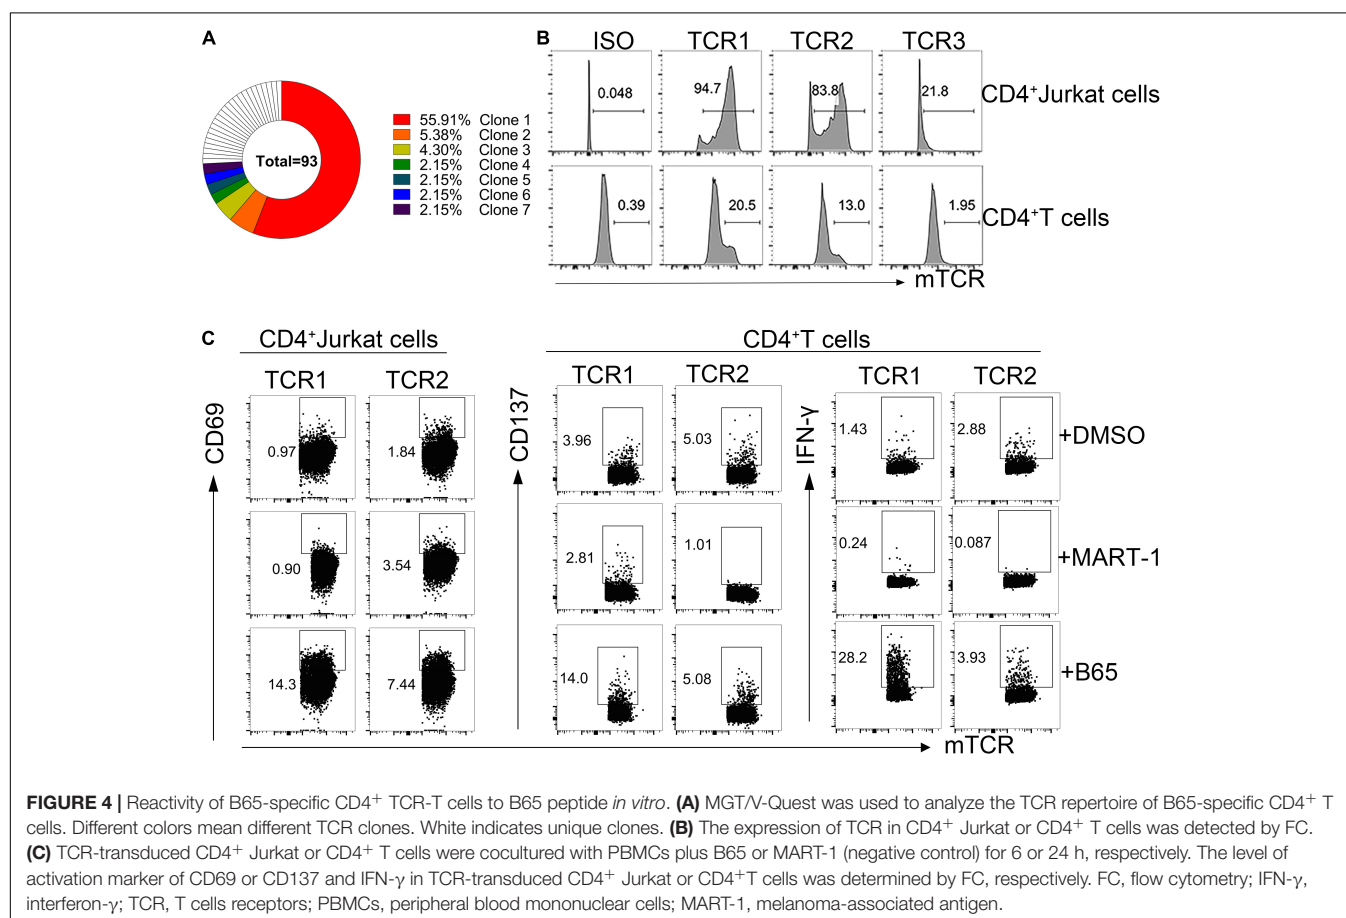 A
55.91% Clone 1
5.38% Clone 2
4.30% Clone 3
2.15% Clone 4
2.15% Clone 5
2.15% Clone 6
2.15% Clone 7
Total=93
B
ISO TCR1 TCR2 TCR3
0.048 94.7 83.8 21.8 CD4⁺Jurkat cells
0.39 20.5 13.0 1.95 CD4⁺T cells
mTCR
C
CD4⁺Jurkat cells CD4⁺T cells
TCR1 TCR2 TCR1 TCR2 TCR1 TCR2
CD69 CD137 IFN-γ
0.97 1.84 3.96 5.03 1.43 2.88 +DMSO
0.90 3.54 2.81 1.01 0.24 0.087 +MART-1
14.3 7.44 14.0 5.08 28.2 3.93 +B65
mTCR
FIGURE 4 | Reactivity of B65-specific CD4⁺ TCR-T cells to B65 peptide in vitro. (A) MGT/V-Quest was used to analyze the TCR repertoire of B65-specific CD4⁺ T
cells. Different colors mean different TCR clones. White indicates unique clones. (B) The expression of TCR in CD4⁺ Jurkat or CD4⁺ T cells was detected by FC.
(C) TCR-transduced CD4⁺ Jurkat or CD4⁺ T cells were cocultured with PBMCs plus B65 or MART-1 (negative control) for 6 or 24 h, respectively. The level of
activation marker of CD69 or CD137 and IFN-γ in TCR-transduced CD4⁺ Jurkat or CD4⁺T cells was determined by FC, respectively. FC, flow cytometry; IFN-γ,
interferon-γ; TCR, T cells receptors; PBMCs, peripheral blood mononuclear cells; MART-1, melanoma-associated antigen.